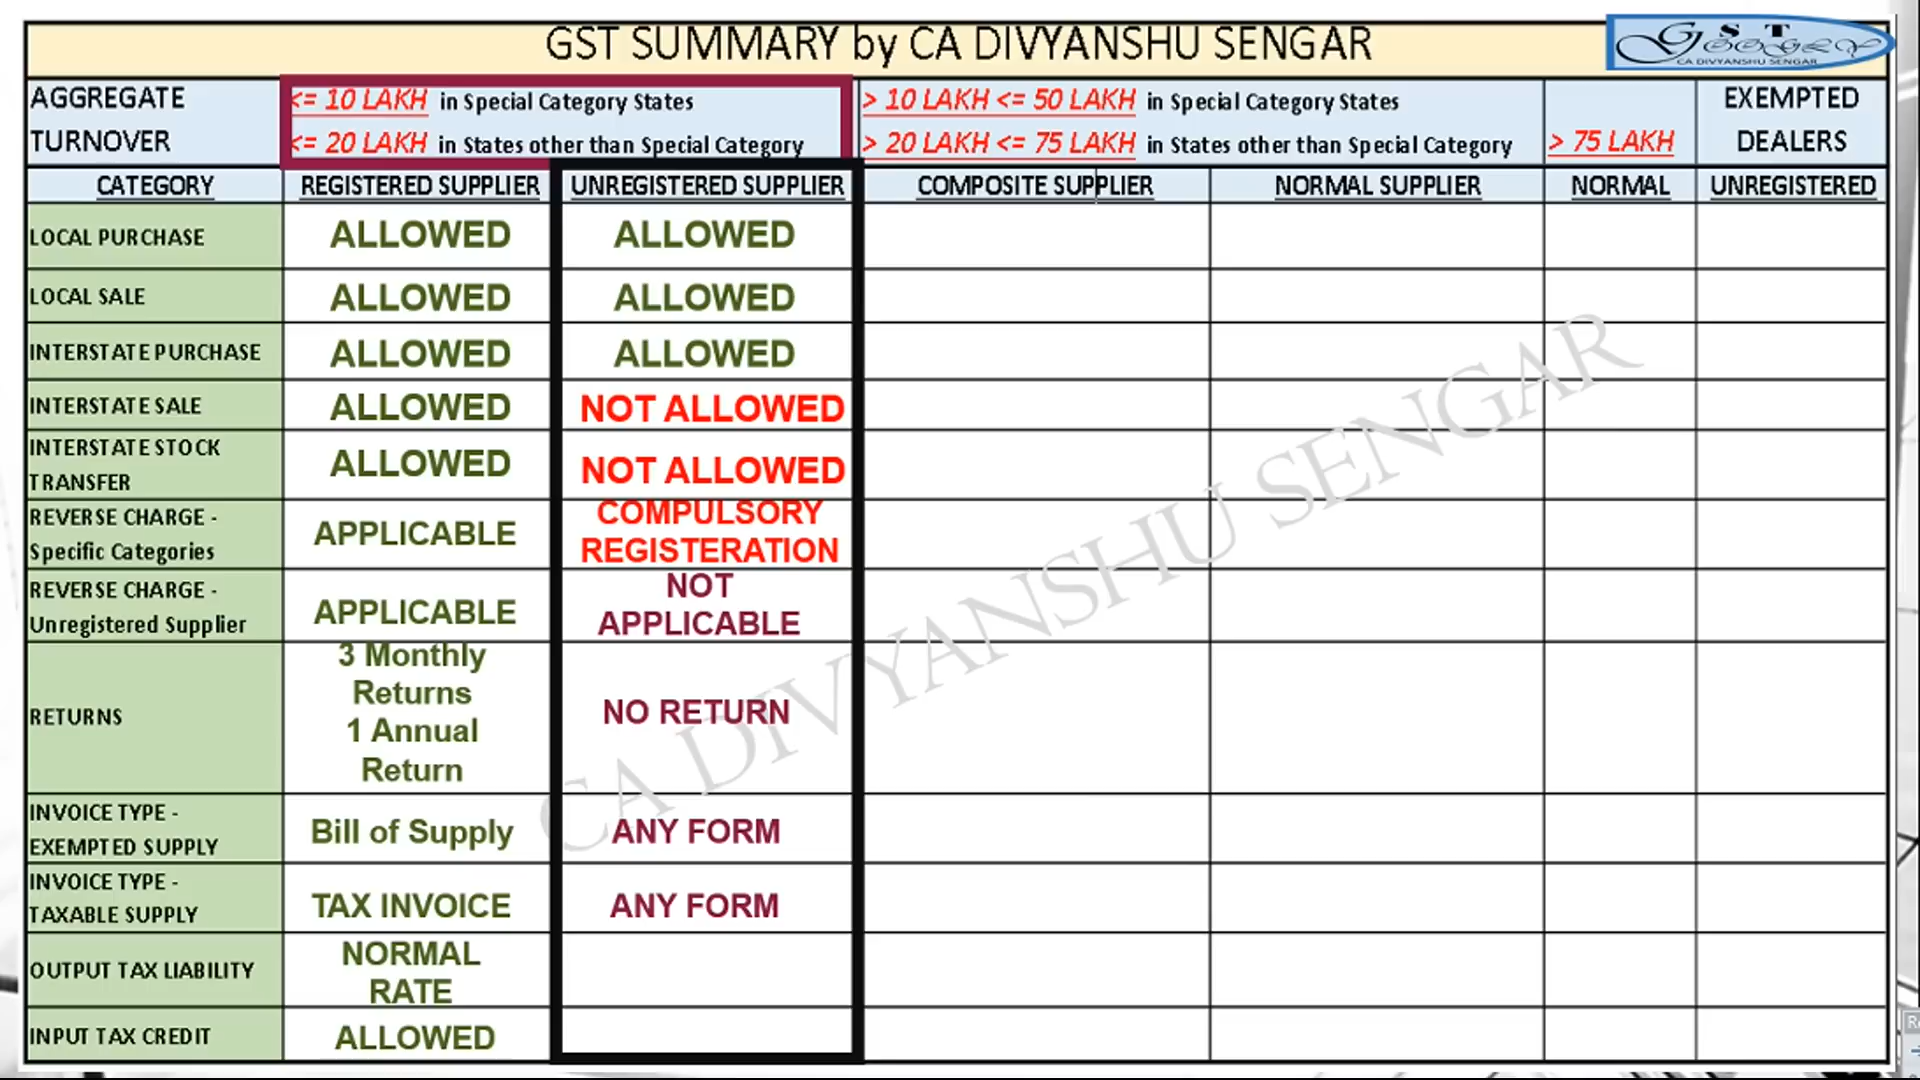 GST SUMMARY by CA DIVYANSHU SENGAR
GST
GOOGLY
CA DIVYANSHU SENGAR
AGGREGATE
TURNOVER
<= 10 LAKH in Special Category States
<= 20 LAKH in States other than Special Category
> 10 LAKH <= 50 LAKH in Special Category States
> 20 LAKH <= 75 LAKH in States other than Special Category
> 75 LAKH
EXEMPTED
DEALERS
CATEGORY REGISTERED SUPPLIER UNREGISTERED SUPPLIER COMPOSITE SUPPLIER NORMAL SUPPLIER NORMAL UNREGISTERED
LOCAL PURCHASE ALLOWED ALLOWED
LOCAL SALE ALLOWED ALLOWED
INTERSTATE PURCHASE ALLOWED ALLOWED
INTERSTATE SALE ALLOWED NOT ALLOWED
INTERSTATE STOCK
TRANSFER
ALLOWED
NOT ALLOWED
REVERSE CHARGE -
Specific Categories
APPLICABLE
COMPULSORY
REGISTERATION
REVERSE CHARGE -
Unregistered Supplier
APPLICABLE
NOT
APPLICABLE
RETURNS
3 Monthly
Returns
1 Annual
Return
NO RETURN
INVOICE TYPE -
EXEMPTED SUPPLY
Bill of Supply
ANY FORM
INVOICE TYPE -
TAXABLE SUPPLY
TAX INVOICE
ANY FORM
OUTPUT TAX LIABILITY
NORMAL
RATE
INPUT TAX CREDIT ALLOWED
CA DIVYANSHU SENGAR